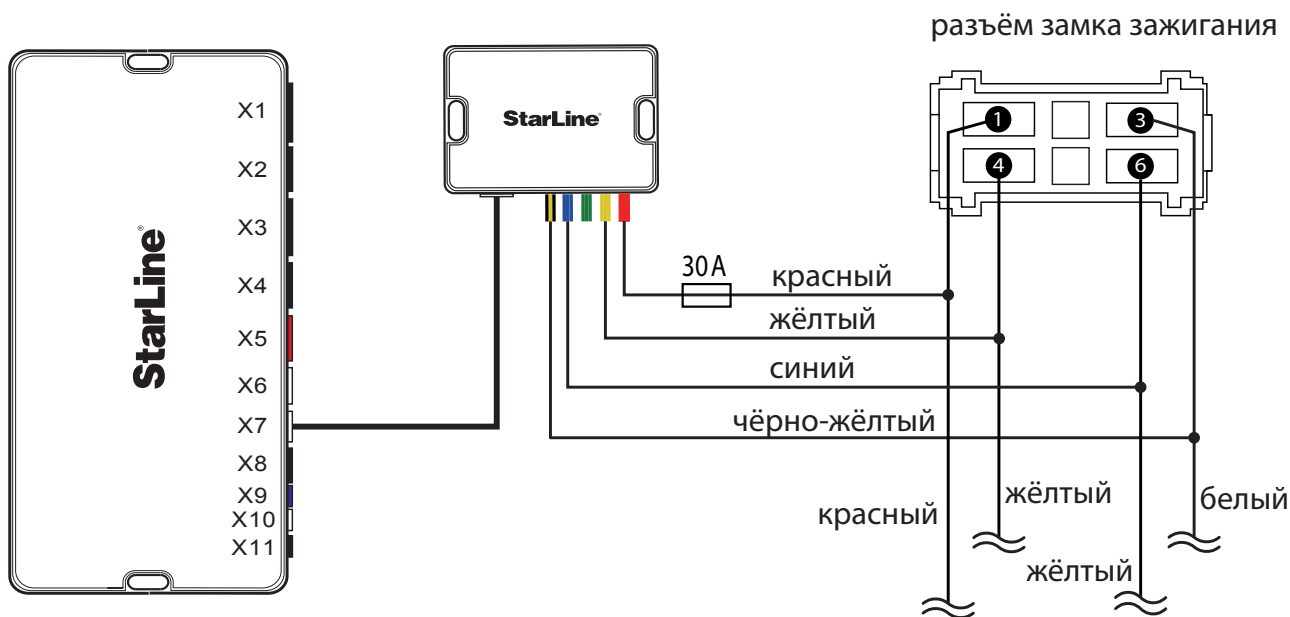 разъём замка зажигания
X1
X2
X3
X4
X5
X6
X7
X8
X9
X10
X11
StarLine®
StarLine®
1
3
4
6
30 А
красный
жёлтый
синий
чёрно-жёлтый
красный
жёлтый
жёлтый
белый